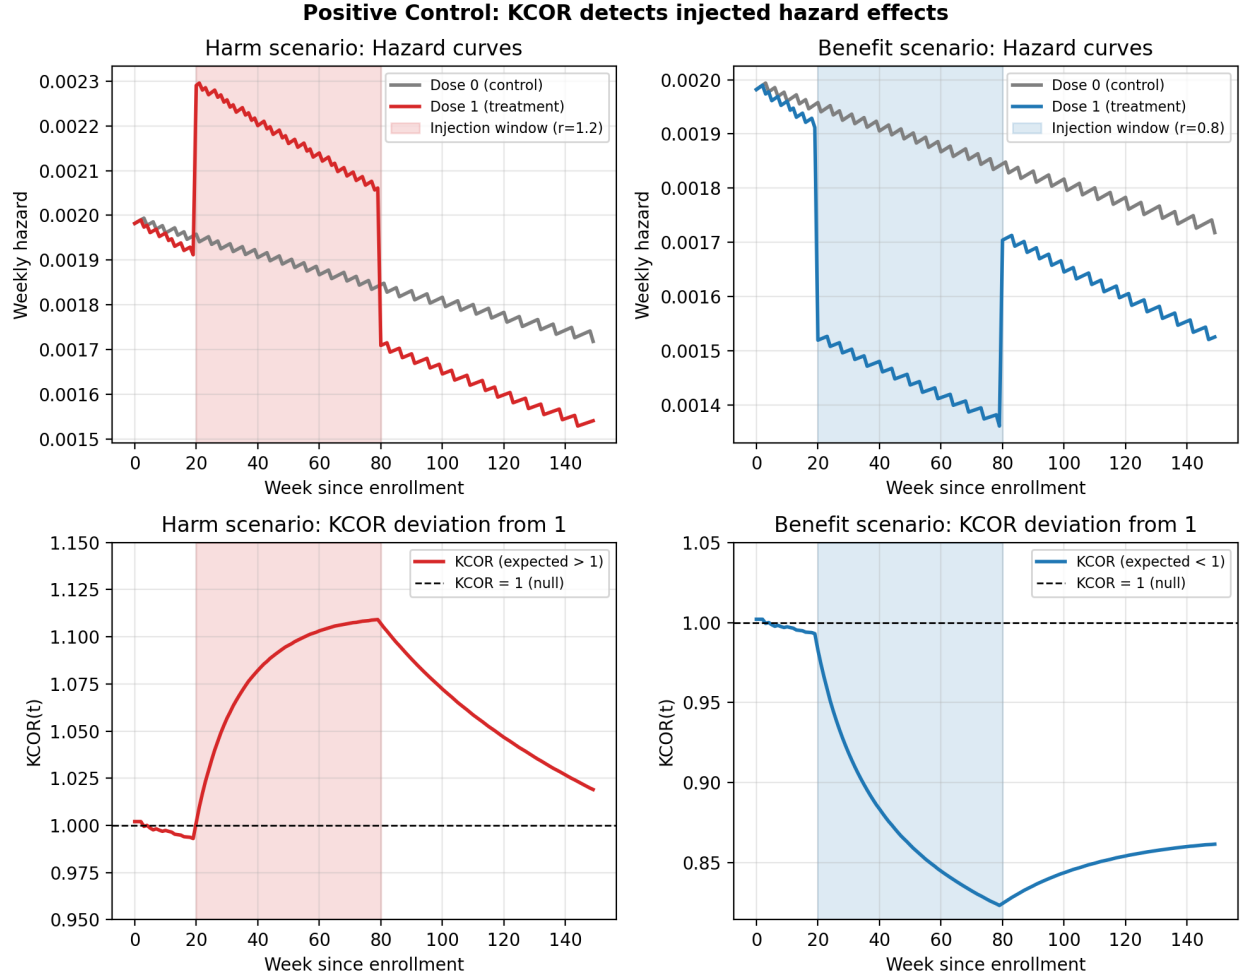 Positive Control: KCOR detects injected hazard effects
Harm scenario: Hazard curves
Weekly hazard
0.0023
0.0022
0.0021
0.0020
0.0019
0.0018
0.0017
0.0016
0.0015
Dose 0 (control)
Dose 1 (treatment)
Injection window (r=1.2)
0 20 40 60 80 100 120 140
Week since enrollment
Benefit scenario: Hazard curves
Weekly hazard
0.0020
0.0019
0.0018
0.0017
0.0016
0.0015
0.0014
Dose 0 (control)
Dose 1 (treatment)
Injection window (r=0.8)
0 20 40 60 80 100 120 140
Week since enrollment
Harm scenario: KCOR deviation from 1
KCOR(t)
1.150
1.125
1.100
1.075
1.050
1.025
1.000
0.975
0.950
KCOR (expected > 1)
KCOR = 1 (null)
0 20 40 60 80 100 120 140
Week since enrollment
Benefit scenario: KCOR deviation from 1
KCOR(t)
1.05
1.00
0.95
0.90
0.85
KCOR (expected < 1)
KCOR = 1 (null)
0 20 40 60 80 100 120 140
Week since enrollment